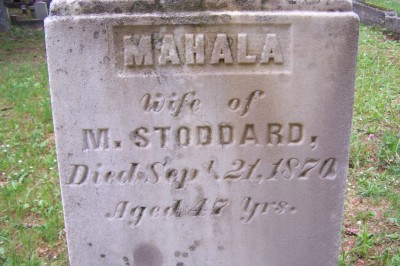 MAHALA
Wife of
M. STODDARD,
Died Sept. 21, 1870.
Aged 47 Yrs.